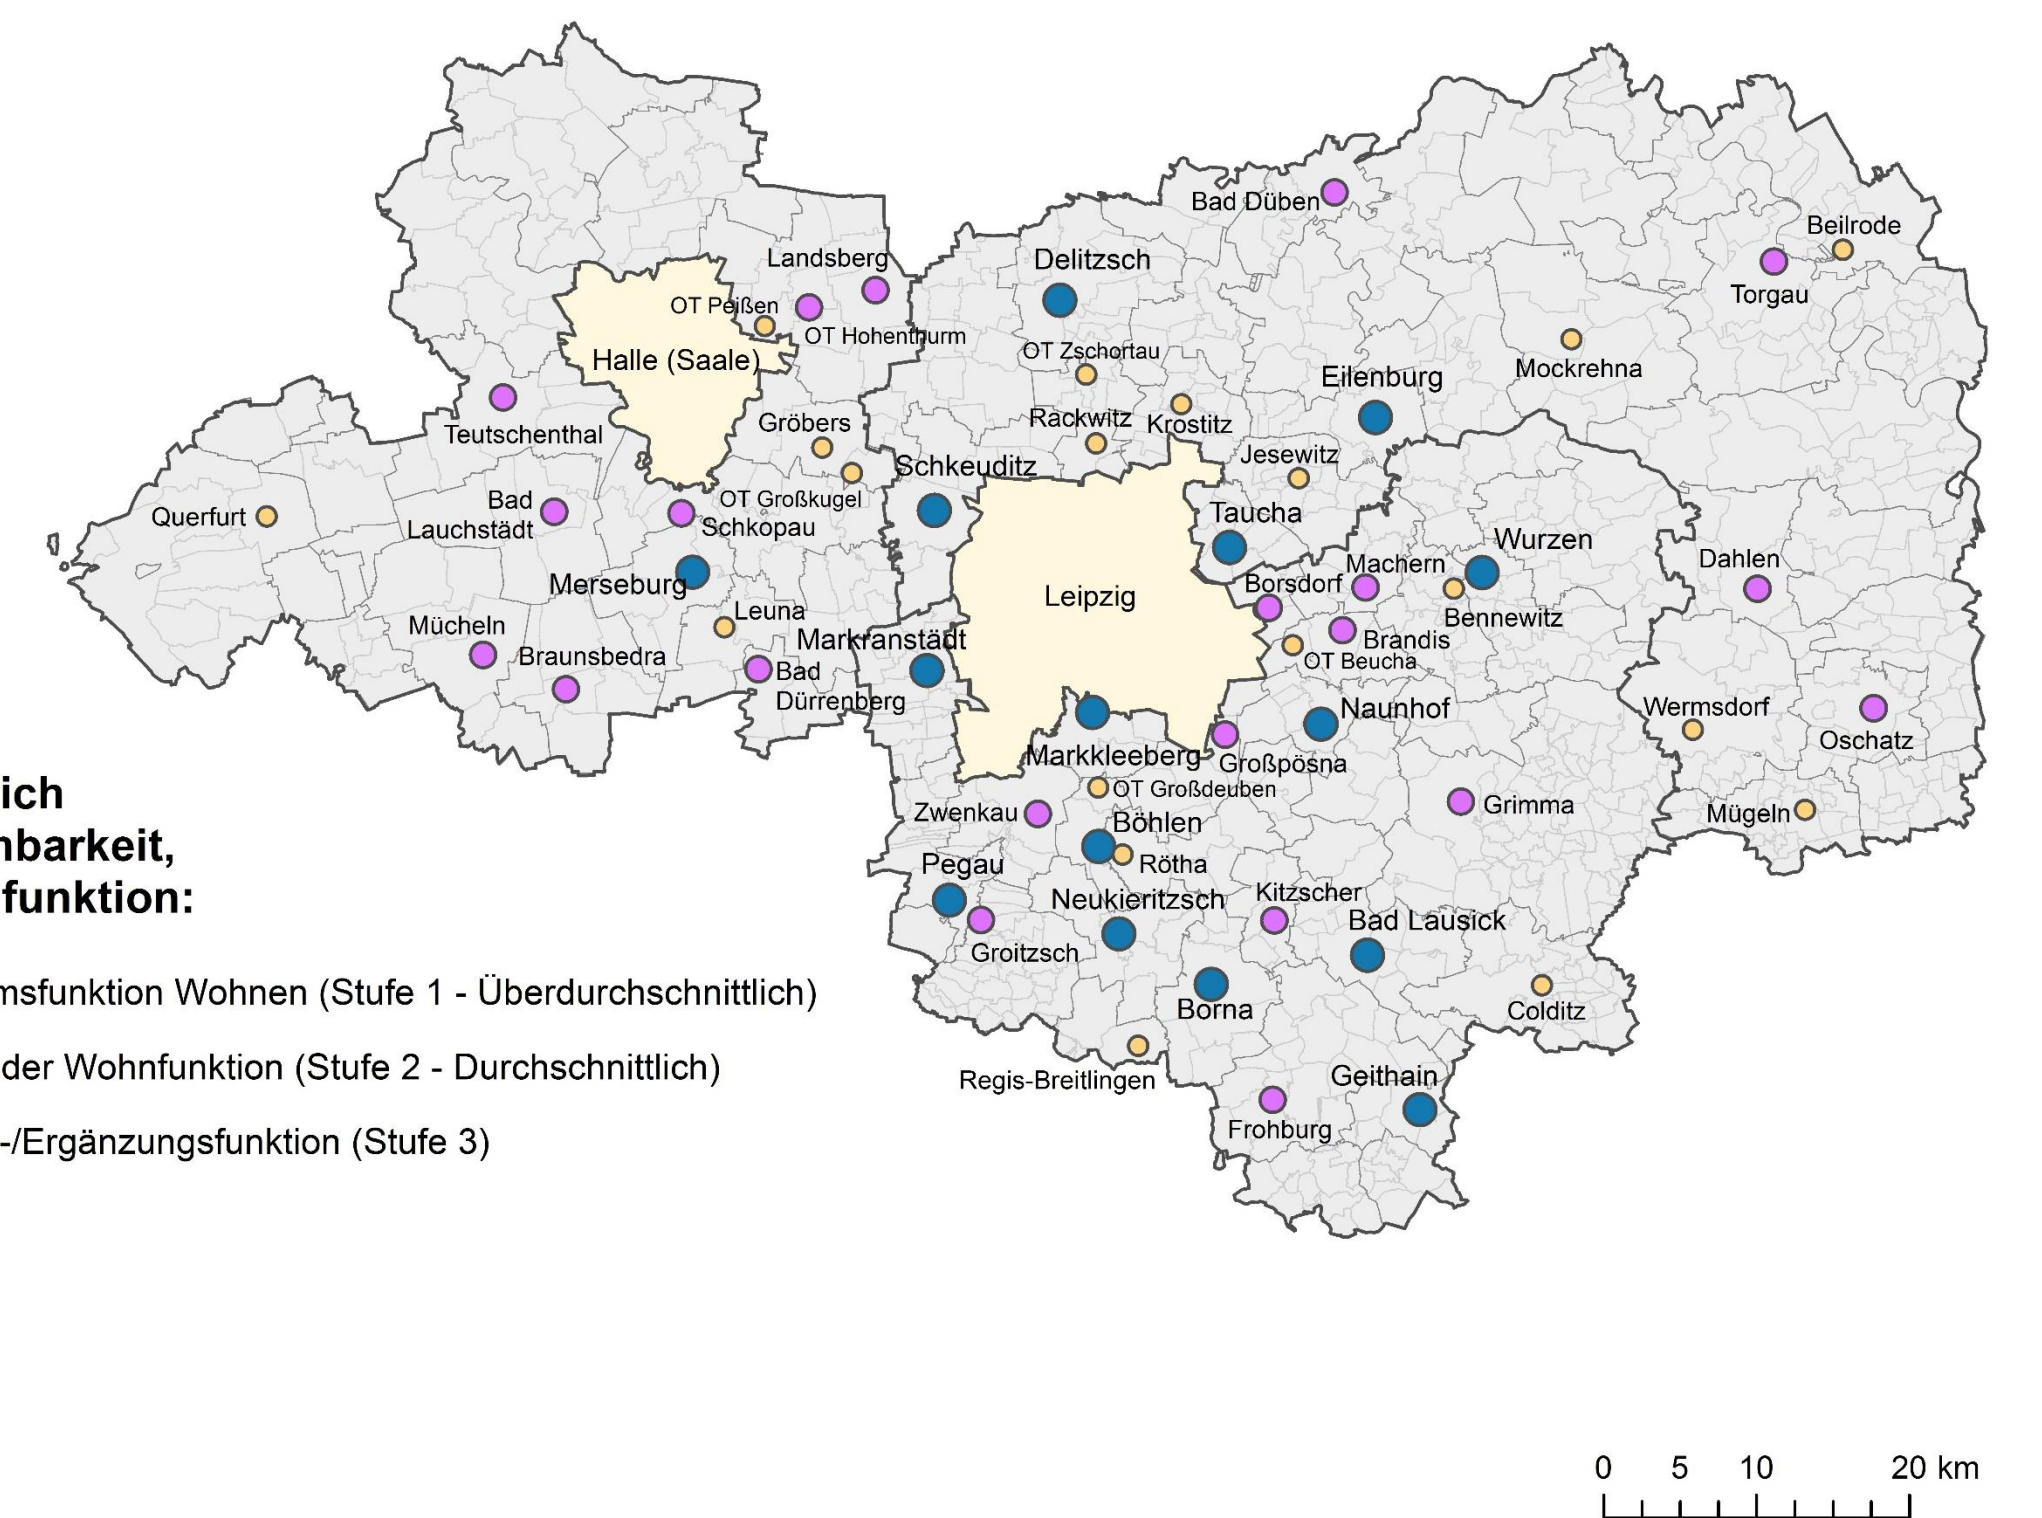 Bad Düben
Beilrode
Landsberg
Delitzsch
Torgau
OT Peißen
OT Hohenthurm
OT Zschortau
Halle (Saale)
Mockrehna
Eilenburg
Teutschenthal
Gröbers
Rackwitz
Krostitz
Jesewitz
Schkeuditz
Bad
Lauchstädt
OT Großkugel
Querfurt
Schkopau
Taucha
Wurzen
Dahlen
Machern
Merseburg
Borsdorf
Leipzig
Leuna
Bennewitz
Mücheln
Markranstädt
Brandis
Braunsbedra
OT Beucha
Bad
Dürrenberg
Naunhof
Wermsdorf
Oschatz
Markkleeberg
Großpösna
OT Großdeuben
Zwenkau
Grimma
Mügeln
Böhlen
Pegau
Rötha
Neukieritzsch
Kitzscher
Bad Lausick
Groitzsch
Borna
Colditz
Regis-Breitlingen
Geithain
Frohburg
ich
nbarkeit,
funktion:
msfunktion Wohnen (Stufe 1 - Überdurchschnittlich)
der Wohnfunktion (Stufe 2 - Durchschnittlich)
-/Ergänzungsfunktion (Stufe 3)
0 5 10 20 km